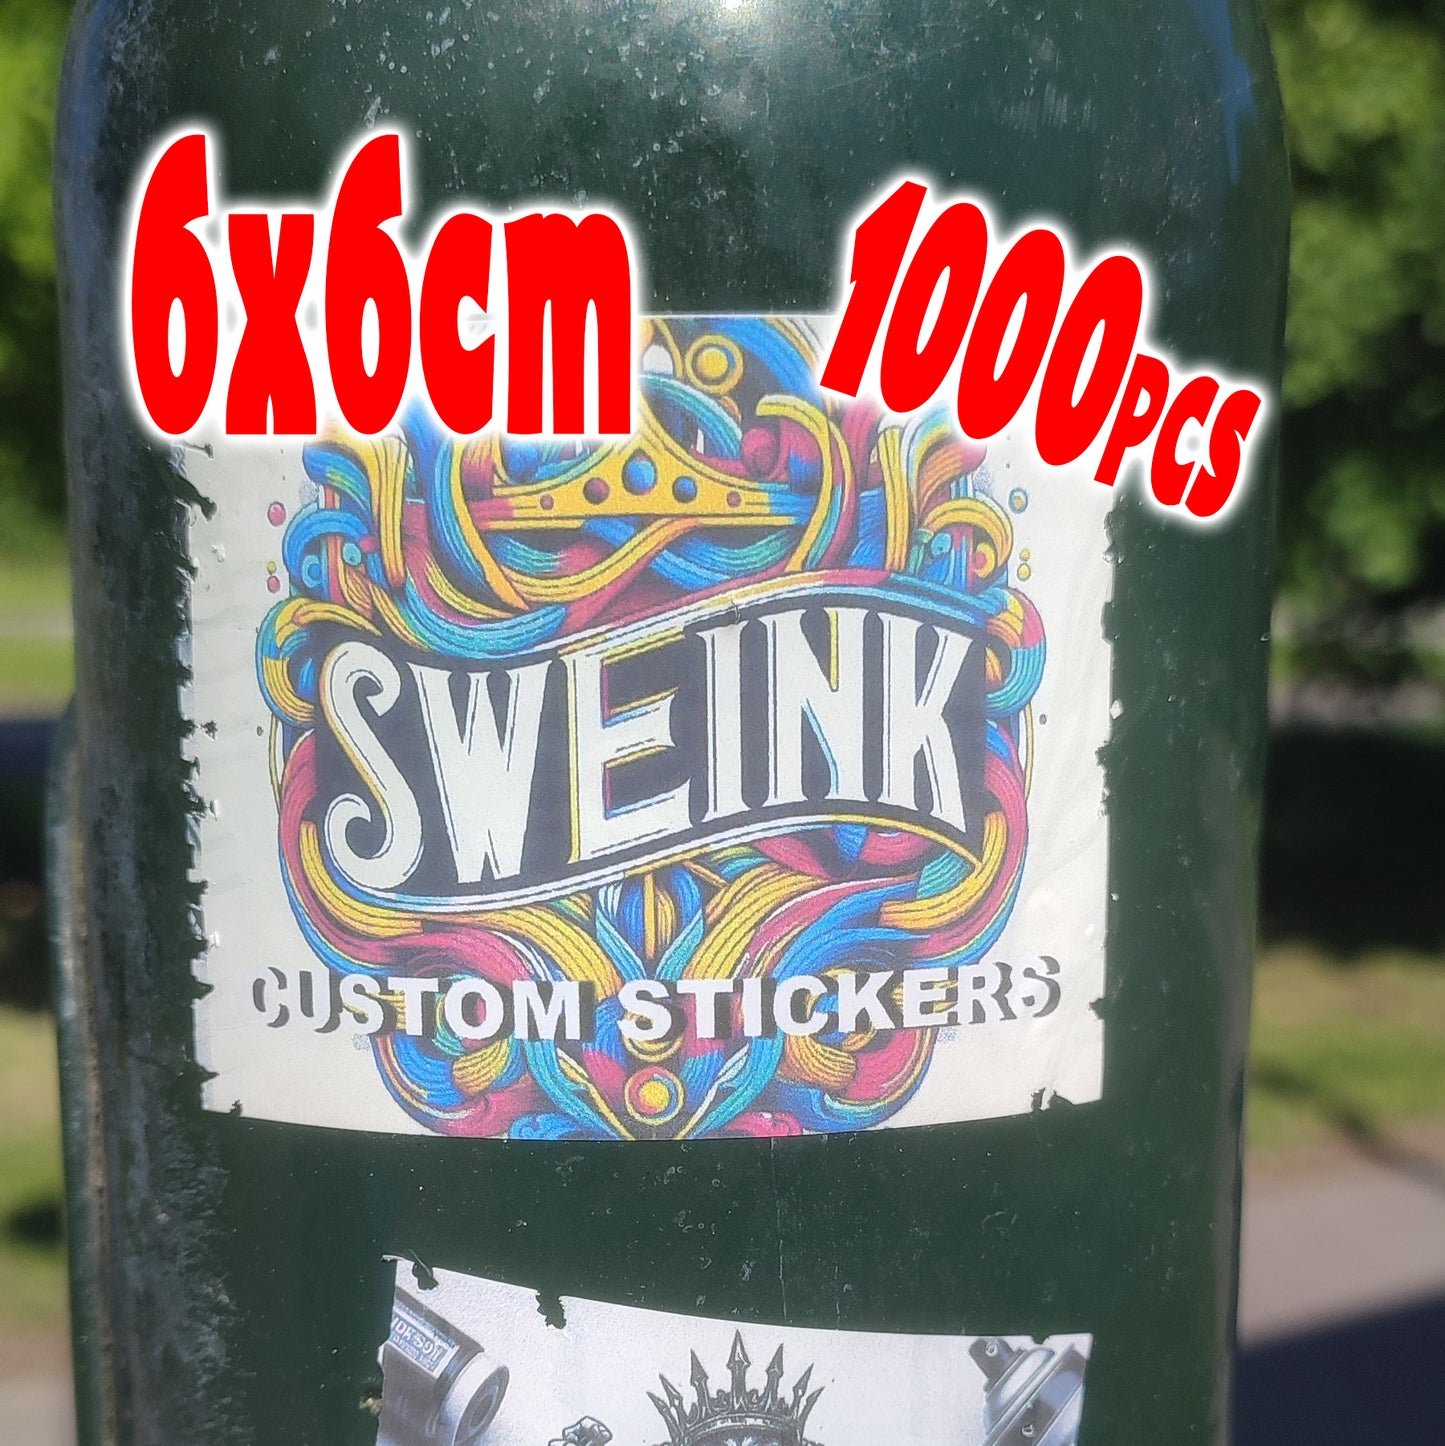 6x6cm
1000PCS
SWEINK
CUSTOM STICKERS